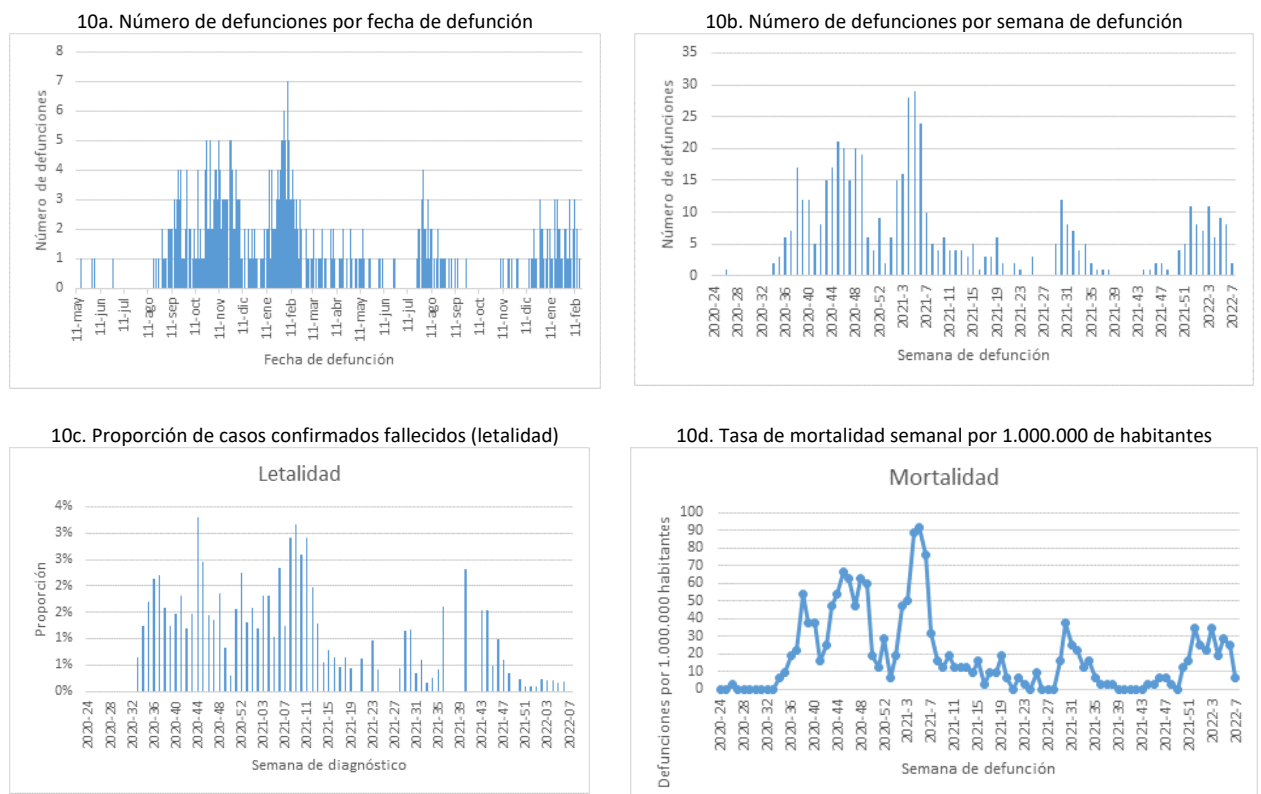 10a. Número de defunciones por fecha de defunción
8
7
6
5
4
3
2
1
0
Número de defunciones
11-may
11-jun
11-jul
11-ago
11-sep
11-oct
11-nov
11-dic
11-ene
11-feb
11-mar
11-abr
11-may
11-jun
11-jul
11-ago
11-sep
11-oct
11-nov
11-dic
11-ene
11-feb
Fecha de defunción
10b. Número de defunciones por semana de defunción
35
30
25
20
15
10
5
0
Número de defunciones
2020-24
2020-28
2020-32
2020-36
2020-40
2020-44
2020-48
2020-52
2021-3
2021-7
2021-11
2021-15
2021-19
2021-23
2021-27
2021-31
2021-35
2021-39
2021-43
2021-47
2021-51
2022-3
2022-7
Semana de defunción
10c. Proporción de casos confirmados fallecidos (letalidad)
Letalidad
4%
3%
3%
2%
2%
1%
1%
0%
Proporción
2020-24
2020-28
2020-32
2020-36
2020-40
2020-44
2020-48
2020-52
2021-03
2021-07
2021-11
2021-15
2021-19
2021-23
2021-27
2021-31
2021-35
2021-39
2021-43
2021-47
2021-51
2022-03
2022-07
Semana de diagnóstico
10d. Tasa de mortalidad semanal por 1.000.000 de habitantes
Mortalidad
100
90
80
70
60
50
40
30
20
10
0
Defunciones por 1.000.000 habitantes
2020-24
2020-28
2020-32
2020-36
2020-40
2020-44
2020-48
2020-52
2021-3
2021-7
2021-11
2021-15
2021-19
2021-23
2021-27
2021-31
2021-35
2021-39
2021-43
2021-47
2021-51
2022-3
2022-7
Semana de defunción